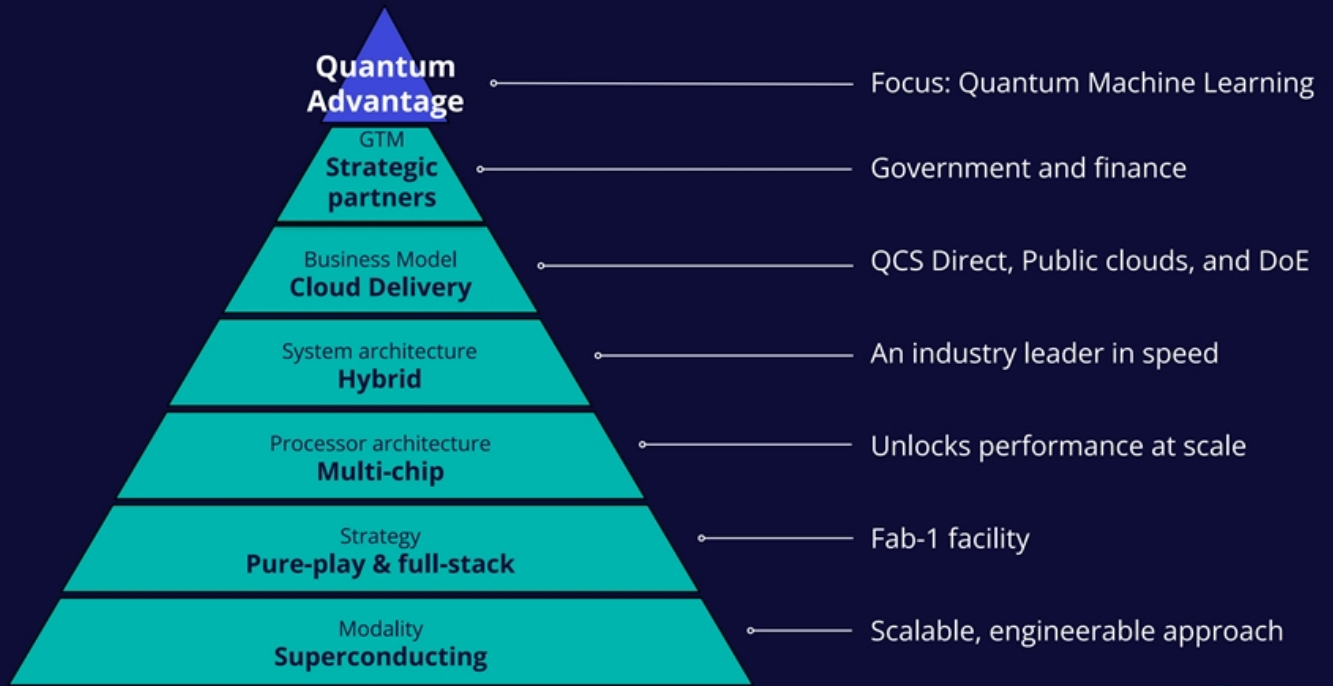 Quantum
Advantage
Focus: Quantum Machine Learning
GTM
Strategic
partners
Government and finance
Business Model
Cloud Delivery
QCS Direct, Public clouds, and DoE
System architecture
Hybrid
An industry leader in speed
Processor architecture
Multi-chip
Unlocks performance at scale
Strategy
Pure-play & full-stack
Fab-1 facility
Modality
Superconducting
Scalable, engineerable approach